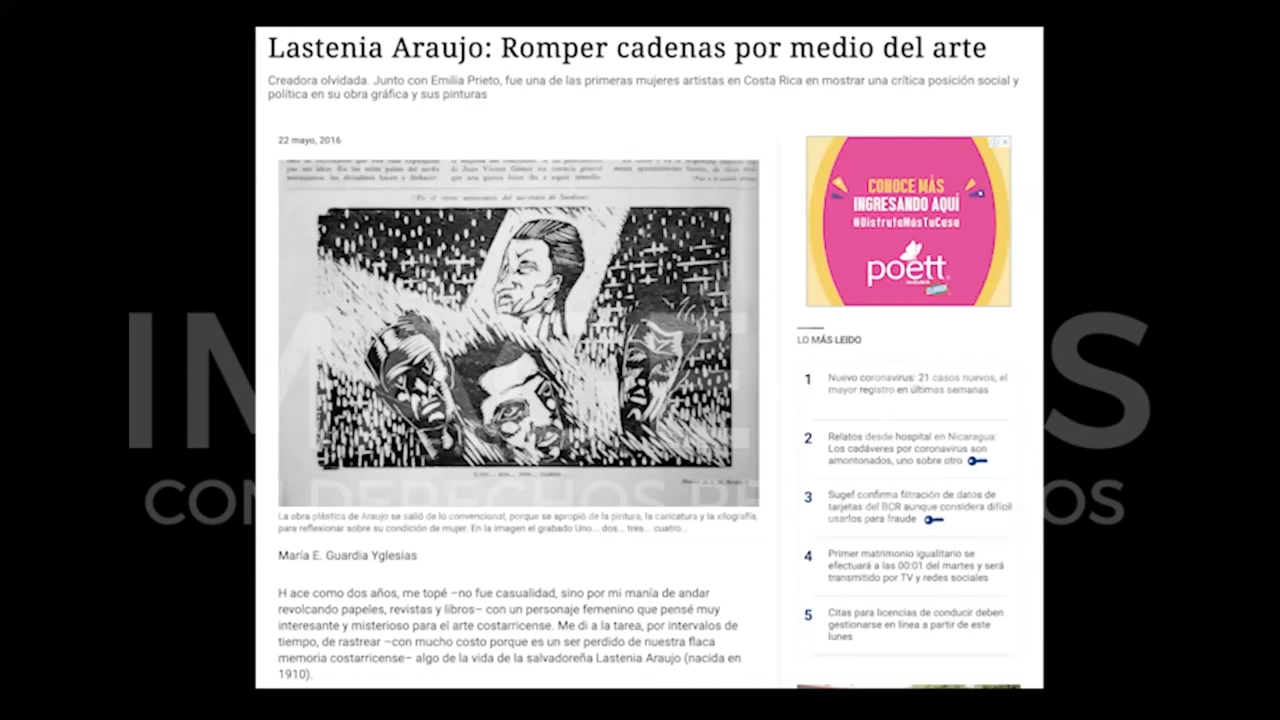 Lastenia Araujo: Romper cadenas por medio del arte
Creadora olvidada. Junto con Emilia Prieto, fue una de las primeras mujeres artistas en Costa Rica en mostrar una crítica posición social y
política en su obra gráfica y sus pinturas
22 mayo, 2016
La obra plástica de Araujo se salió de lo convencional, porque se apropió de la pintura, la caricatura y la xilografía,
para reflexionar sobre su condición de mujer. En la imagen el grabado Uno... dos... tres... cuatro...
María E. Guardia Yglesias
H ace como dos años, me topé –no fue casualidad, sino por mi manía de andar
revolcando papeles, revistas y libros– con un personaje femenino que pensé muy
interesante y misterioso para el arte costarricense. Me di a la tarea, por intervalos de
tiempo, de rastrear –con mucho costo porque es un ser perdido de nuestra flaca
memoria costarricense– algo de la vida de la salvadoreña Lastenia Araujo (nacida en
1910).
CONOCE MÁS
INGRESANDO AQUÍ
#DisfrutaMásTuCasa
poett
LO MÁS LEIDO
1 Nuevo coronavirus: 21 casos nuevos, el
mayor registro en últimas semanas
2 Relatos desde hospital en Nicaragua:
Los cadáveres por coronavirus son
amontonados, uno sobre otro
3 Sugef confirma filtración de datos de
tarjetas del BCR aunque considera difícil
usarlos para fraude
4 Primer matrimonio igualitario se
efectuará a las 00:01 del martes y será
transmitido por TV y redes sociales
5 Citas para licencias de conducir deben
gestionarse en línea a partir de este
lunes